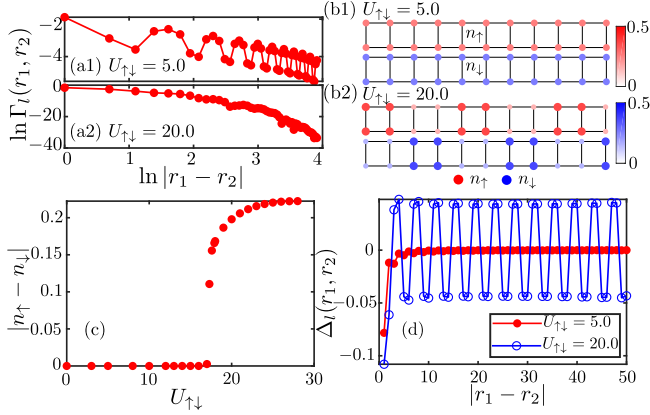 -2
-4
ln Γ_l(r₁, r₂)
(a1) U↑↓ = 5.0
0
-20
-40
(a2) U↑↓ = 20.0
0 1 2 3 4
ln |r₁ − r₂|
(b1) U↑↓ = 5.0
n↑
n↓
0.5
0
(b2) U↑↓ = 20.0
0.5
0
n↑ n↓
0.2
0.15
0.1
0.05
0
|n↑ − n↓|
(c)
0 10 20 30
U↑↓
0
-0.05
-0.1
Δ_l(r₁, r₂)
(d)
U↑↓ = 5.0
U↑↓ = 20.0
0 10 20 30 40 50
|r₁ − r₂|